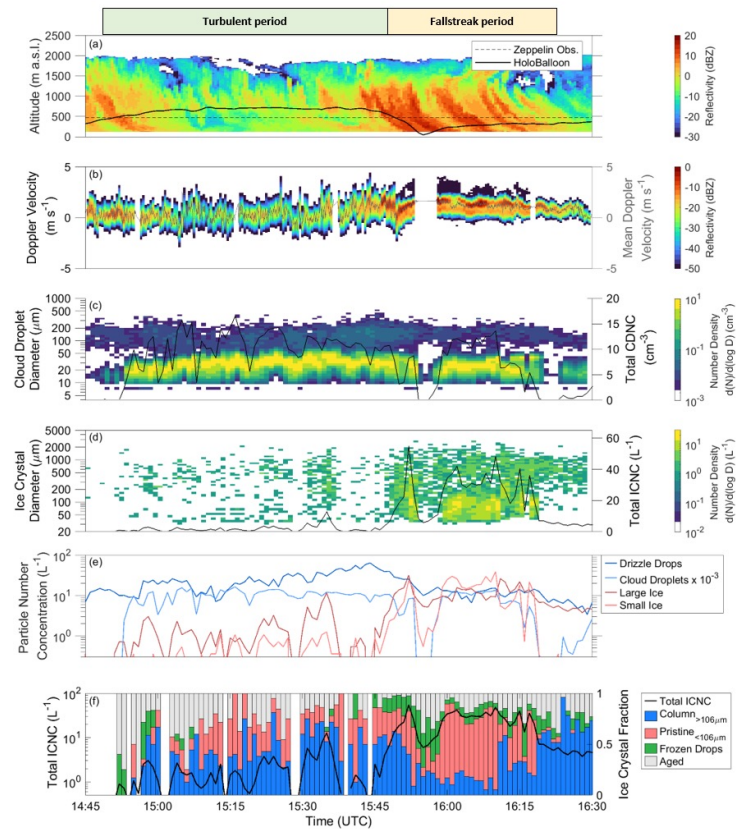 Turbulent period
Fallstreak period
(a)
Altitude (m a.s.l.)
2500
2000
1500
1000
500
0
Zeppelin Obs.
HoloBalloon
20
10
0
-10
-20
-30
Reflectivity (dBZ)
(b)
Doppler Velocity
(m s⁻¹)
5
0
-5
5
0
-5
Mean Doppler
Velocity (m s⁻¹)
0
-10
-20
-30
-40
-50
Reflectivity (dBZ)
(c)
Cloud Droplet
Diameter (μm)
1000
500
200
100
50
20
10
5
20
15
10
5
0
Total CDNC
(cm⁻³)
10¹
10⁻³
Number Density
d(N)/d(log D) (cm⁻³)
(d)
Ice Crystal
Diameter (μm)
5000
2000
1000
500
200
100
50
20
60
40
20
0
Total ICNC (L⁻¹)
10¹
10⁻²
Number Density
d(N)/d(log D) (L⁻¹)
(e)
Particle Number
Concentration (L⁻¹)
10²
10¹
10⁰
Drizzle Drops
Cloud Droplets x 10⁻³
Large Ice
Small Ice
(f)
Total ICNC (L⁻¹)
10²
10¹
10⁰
1
0.5
0
Ice Crystal Fraction
Total ICNC
Column>106μm
Pristine<106μm
Frozen Drops
Aged
14:45
15:00
15:15
15:30
15:45
16:00
16:15
16:30
Time (UTC)